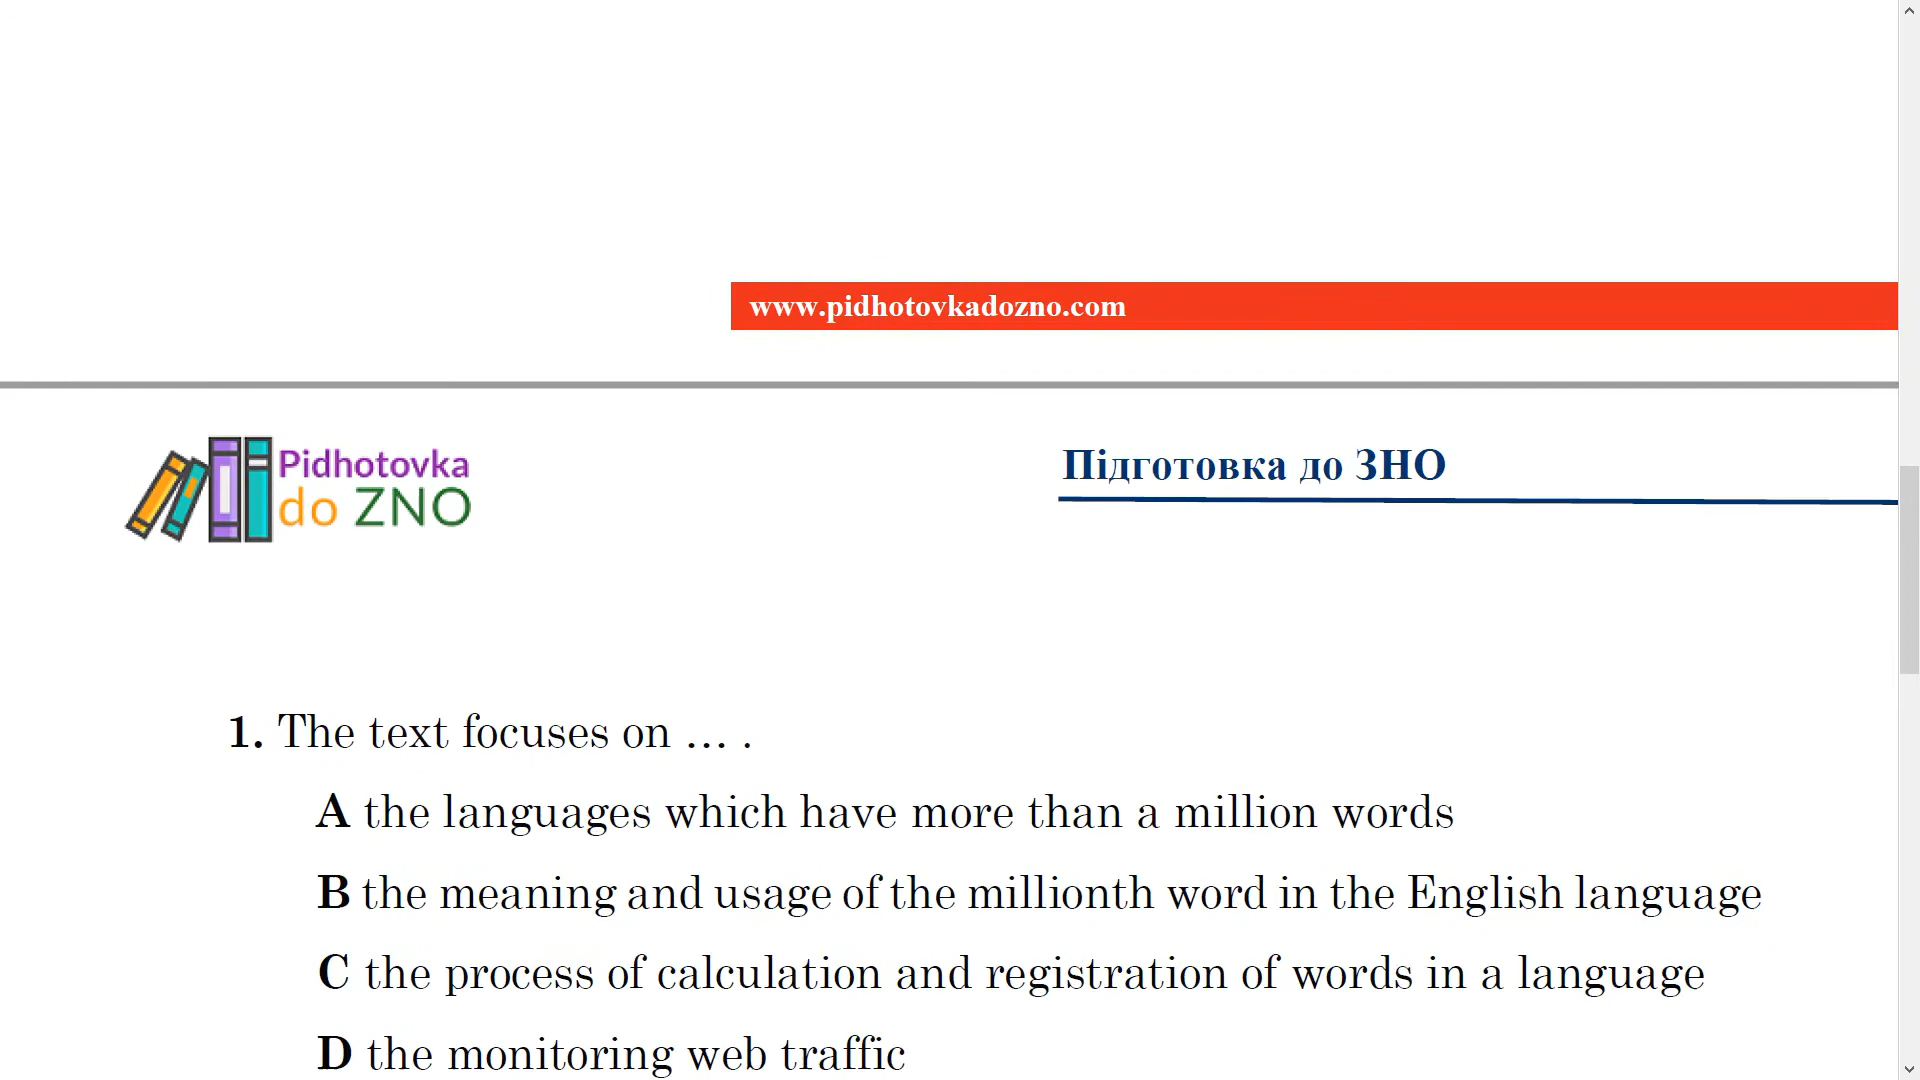 www.pidhotovkadozno.com
Pidhotovka
do ZNO
Підготовка до ЗНО
1. The text focuses on ... .
A the languages which have more than a million words
B the meaning and usage of the millionth word in the English language
C the process of calculation and registration of words in a language
D the monitoring web traffic